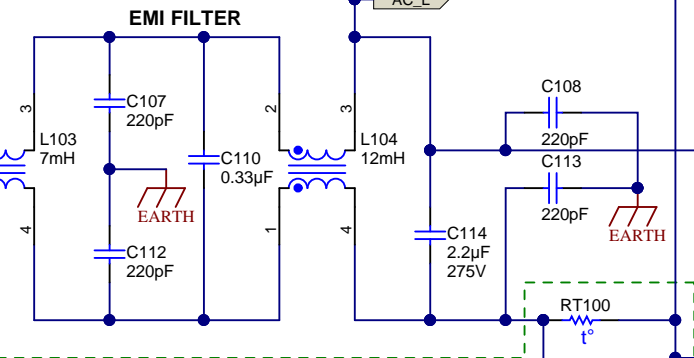 AC_L
EMI FILTER
C107
220pF
L103
7mH
3
4
EARTH
C112
220pF
C110
0.33µF
2
1
3
4
L104
12mH
C114
2.2µF
275V
C108
220pF
C113
220pF
EARTH
RT100
t°